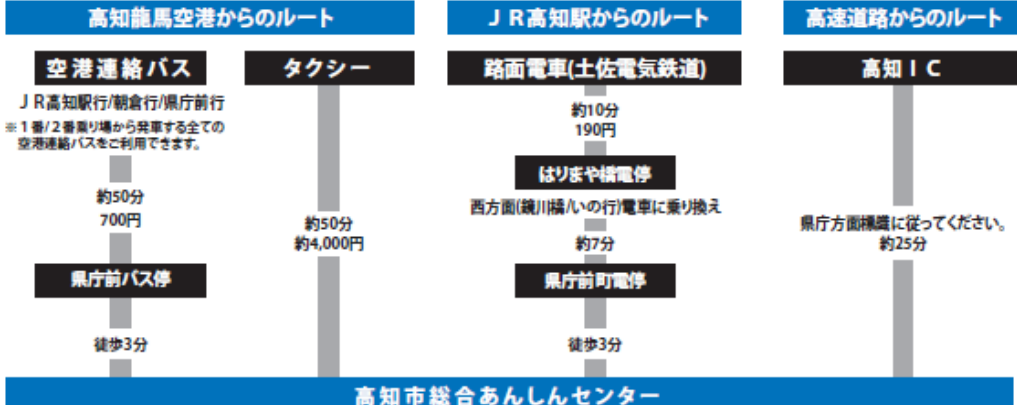 高知龍馬空港からのルート
空港連絡バス
JR高知駅行/朝倉行/県庁前行
※1番/2番乗り場から発車する全ての
空港連絡バスをご利用できます。
約50分
700円
県庁前バス停
徒歩3分
タクシー
約50分
約4,000円
JR高知駅からのルート
路面電車(土佐電気鉄道)
約10分
190円
はりまや橋電停
西方面(鏡川橋/いの行)電車に乗り換え
約7分
県庁前町電停
徒歩3分
高速道路からのルート
高知IC
県庁方面標識に従ってください。
約25分
高知市総合あんしんセンター